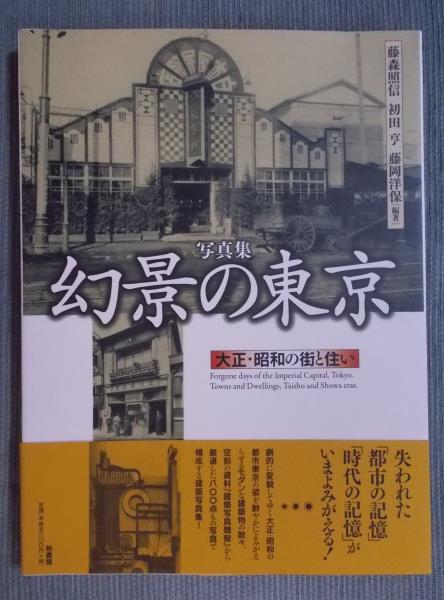 藤森照信 初田 亨 藤岡洋保[編著]
写真集
幻景の東京
大正・昭和の街と住い
Forgone days of the Imperial Capital, Tokyo.
Towns and Dwellings, Taisho and Showa eras.
失われた
「都市の記憶」
「時代の記憶」が
いまよみがえる!
劇的に変貌してゆく大正・昭和の
都市東京の姿を鮮やかによみがえ
らするモダンな建築物の数々。
空前の資料『建築写真類聚』から
厳選した八〇〇点もの写真で
構成する建築写真集!
柏書房